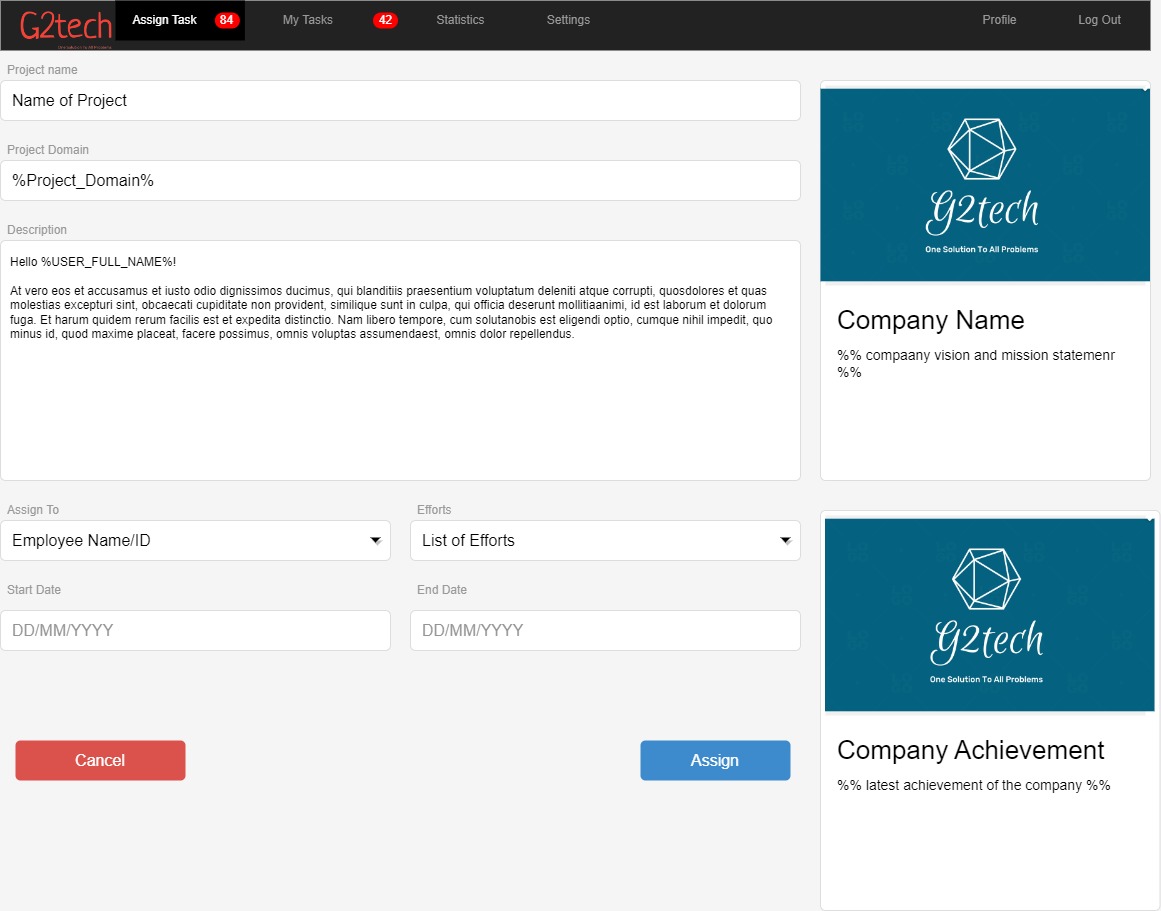 G2tech
One Solution To All Problems
Assign Task 84 My Tasks 42 Statistics Settings Profile Log Out
Project name
Name of Project
Project Domain
%Project_Domain%
Description
Hello %USER_FULL_NAME%!
At vero eos et accusamus et iusto odio dignissimos ducimus, qui blanditiis praesentium voluptatum deleniti atque corrupti, quosdolores et quas
molestias excepturi sint, obcaecati cupiditate non provident, similique sunt in culpa, qui officia deserunt mollitiaanimi, id est laborum et dolorum
fuga. Et harum quidem rerum facilis est et expedita distinctio. Nam libero tempore, cum solutanobis est eligendi optio, cumque nihil impedit, quo
minus id, quod maxime placeat, facere possimus, omnis voluptas assumendaest, omnis dolor repellendus.
Assign To
Employee Name/ID
Efforts
List of Efforts
Start Date
DD/MM/YYYY
End Date
DD/MM/YYYY
Cancel
Assign
G2tech
One Solution To All Problems
Company Name
%% compaany vision and mission statemenr
%%
G2tech
One Solution To All Problems
Company Achievement
%% latest achievement of the company %%